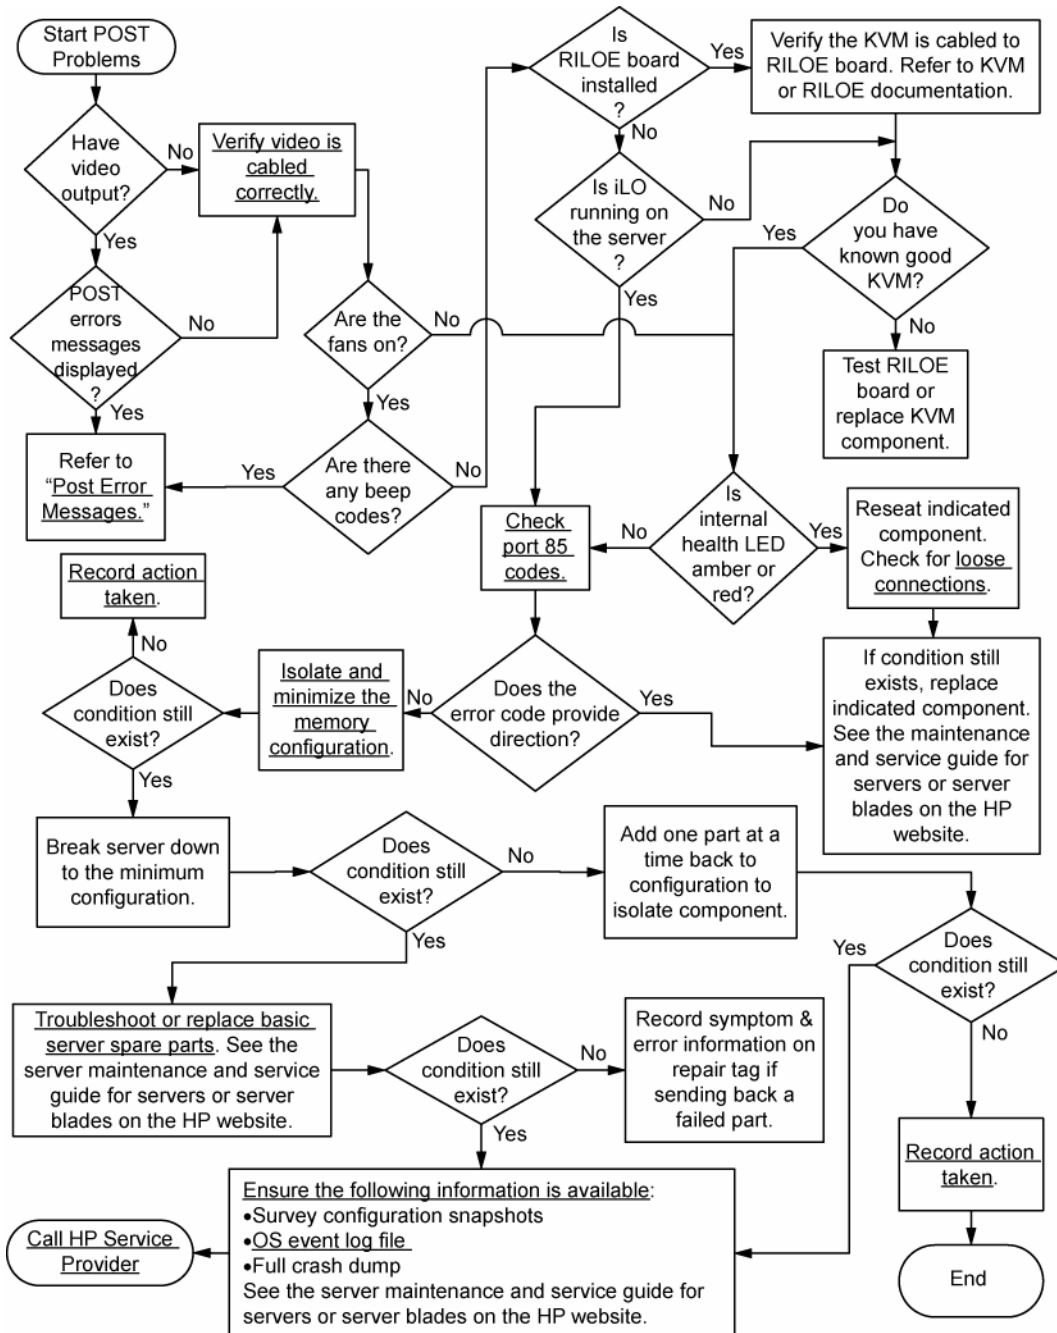 Start POST
Problems
Have
video
output?
No
Yes
Verify video is
cabled
correctly.
POST
errors
messages
displayed
?
No
Yes
Refer to
“Post Error
Messages.”
Are the
fans on?
No
Yes
Are there
any beep
codes?
Yes
No
Is
RILOE board
installed
?
Yes
No
Verify the KVM is cabled to
RILOE board. Refer to KVM
or RILOE documentation.
Is iLO
running on
the server
?
No
Yes
Do
you have
known good
KVM?
Yes
No
Test RILOE
board or
replace KVM
component.
Is
internal
health LED
amber or
red?
No
Yes
Reseat indicated
component.
Check for loose
connections.
Check
port 85
codes.
If condition still
exists, replace
indicated component.
See the maintenance
and service guide for
servers or server
blades on the HP
website.
Does the
error code provide
direction?
No
Yes
Isolate and
minimize the
memory
configuration.
Does
condition still
exist?
No
Yes
Record action
taken.
Break server down
to the minimum
configuration.
Does
condition still
exist?
No
Yes
Add one part at a
time back to
configuration to
isolate component.
Does
condition still
exist?
Yes
No
Troubleshoot or replace basic
server spare parts. See the
server maintenance and service
guide for servers or server
blades on the HP website.
Does
condition still
exist?
No
Yes
Record symptom &
error information on
repair tag if
sending back a
failed part.
Record action
taken.
End
Ensure the following information is available:
•Survey configuration snapshots
•OS event log file
•Full crash dump
See the server maintenance and service guide for
servers or server blades on the HP website.
Call HP Service
Provider